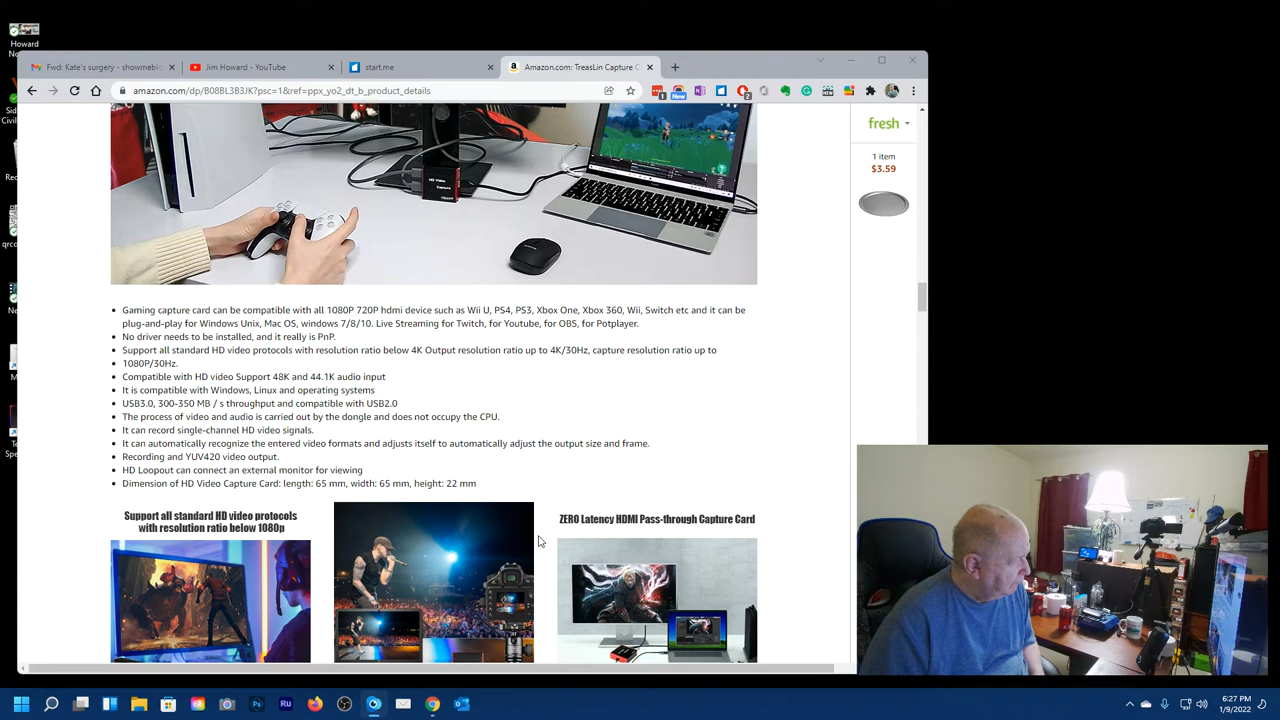 Howard
Fwd: Kate's surgery - showmeblo
Jim Howard - YouTube
start.me
Amazon.com: TreasLin Capture C
amazon.com/dp/B08BL3B3JK?psc=1&ref=ppx_yo2_dt_b_product_details
fresh
1 item
$3.59
HD Video
Capture
Gaming capture card can be compatible with all 1080P 720P hdmi device such as Wii U, PS4, PS3, Xbox One, Xbox 360, Wii, Switch etc and it can be
plug-and-play for Windows Unix, Mac OS, windows 7/8/10. Live Streaming for Twitch, for Youtube, for OBS, for Potplayer.
No driver needs to be installed, and it really is PnP.
Support all standard HD video protocols with resolution ratio below 4K Output resolution ratio up to 4K/30Hz, capture resolution ratio up to
1080P/30Hz.
Compatible with HD video Support 48K and 44.1K audio input
It is compatible with Windows, Linux and operating systems
USB3.0, 300-350 MB / s throughput and compatible with USB2.0
The process of video and audio is carried out by the dongle and does not occupy the CPU.
It can record single-channel HD video signals.
It can automatically recognize the entered video formats and adjusts itself to automatically adjust the output size and frame.
Recording and YUV420 video output.
HD Loopout can connect an external monitor for viewing
Dimension of HD Video Capture Card: length: 65 mm, width: 65 mm, height: 22 mm
Support all standard HD video protocols
with resolution ratio below 1080p
ZERO Latency HDMI Pass-through Capture Card
6:27 PM
1/9/2022